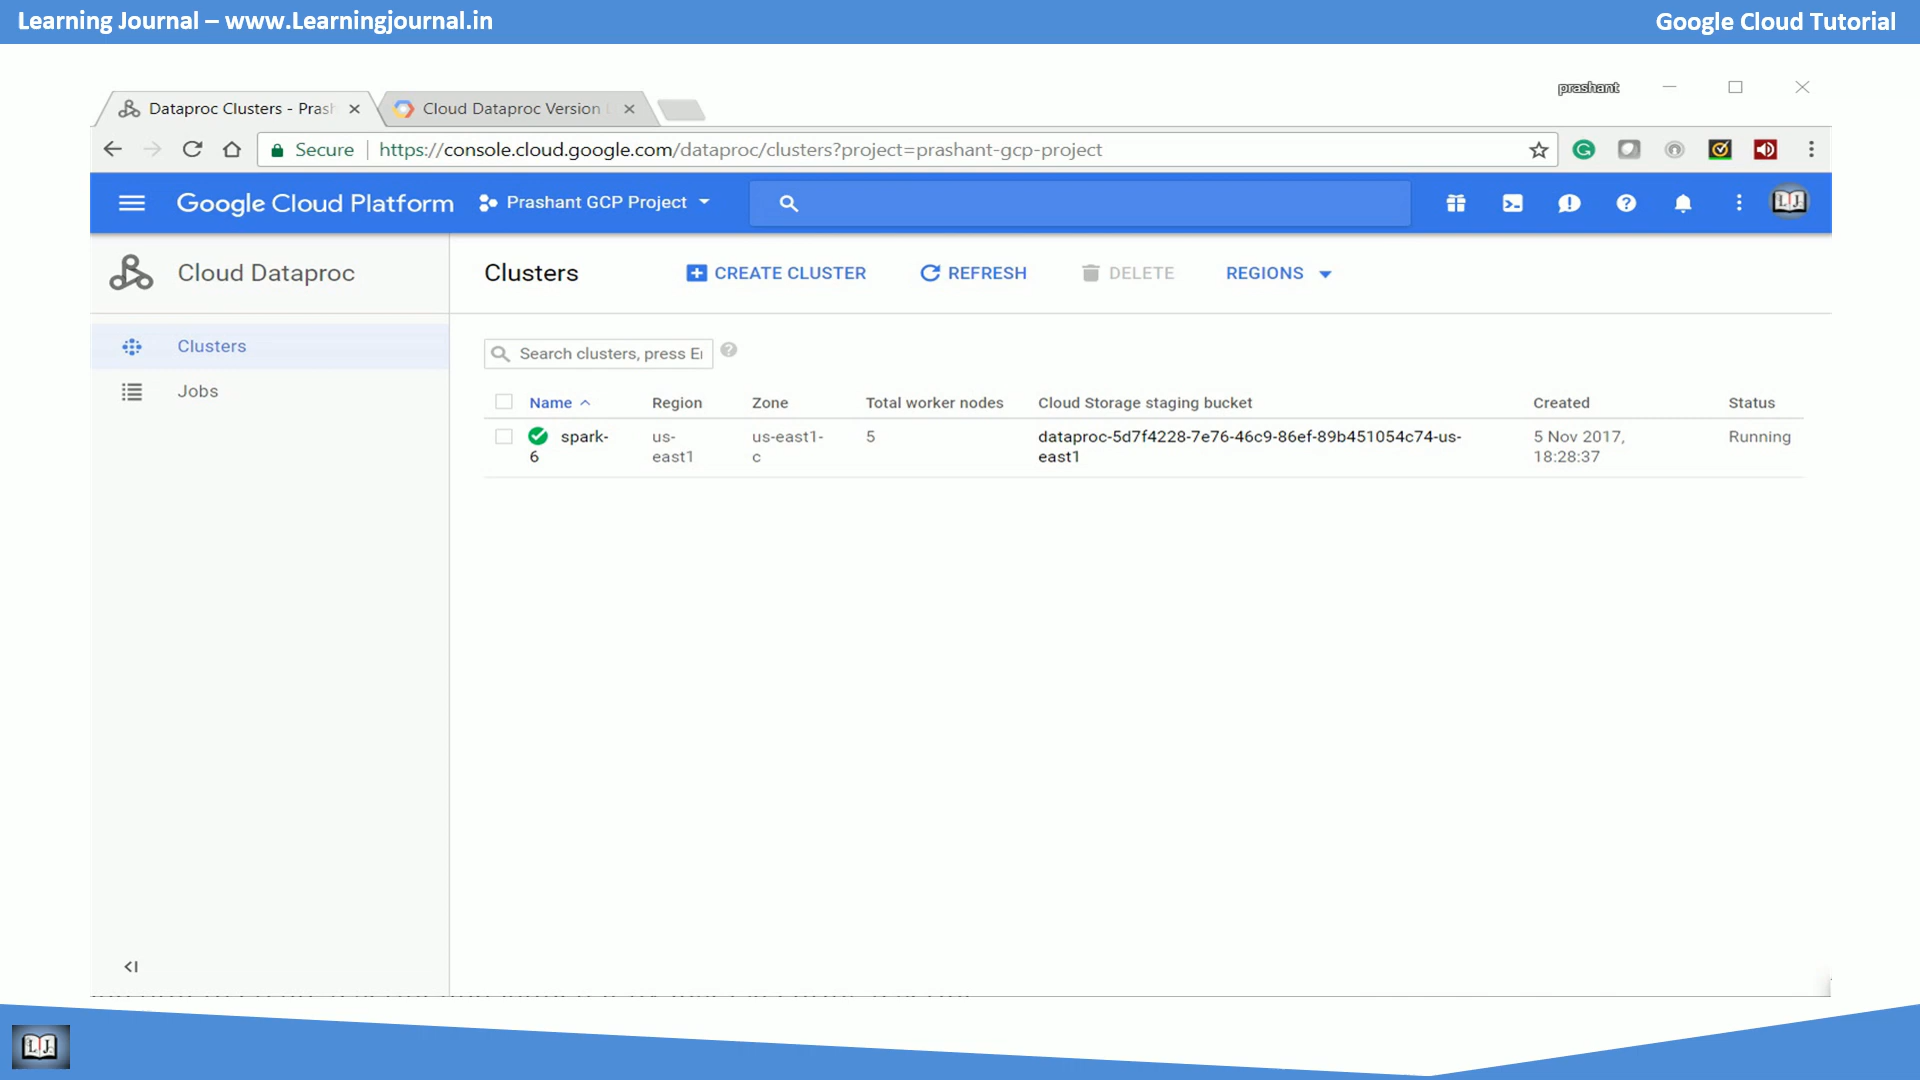 Learning Journal – www.Learningjournal.in
Google Cloud Tutorial
prashant
Dataproc Clusters - Prash
Cloud Dataproc Version
Secure
https://console.cloud.google.com/dataproc/clusters?project=prashant-gcp-project
Google Cloud Platform
Prashant GCP Project
Cloud Dataproc
Clusters
CREATE CLUSTER
REFRESH
DELETE
REGIONS
Clusters
Jobs
Search clusters, press
Name
Region
Zone
Total worker nodes
Cloud Storage staging bucket
Created
Status
spark-
6
us-
east1
us-east1-
c
5
dataproc-5d7f4228-7e76-46c9-86ef-89b451054c74-us-
east1
5 Nov 2017,
18:28:37
Running
LJ